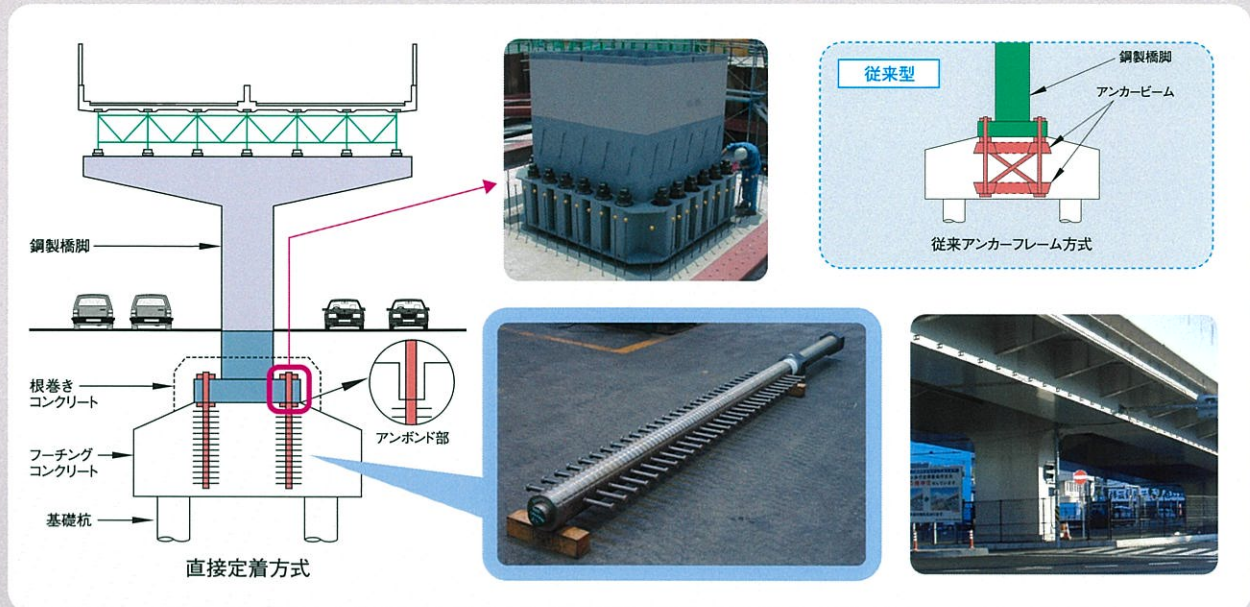 鋼製橋脚
根巻き
コンクリート
フーチング
コンクリート
基礎杭
アンボンド部
直接定着方式
従来型
鋼製橋脚
アンカービーム
従来アンカーフレーム方式